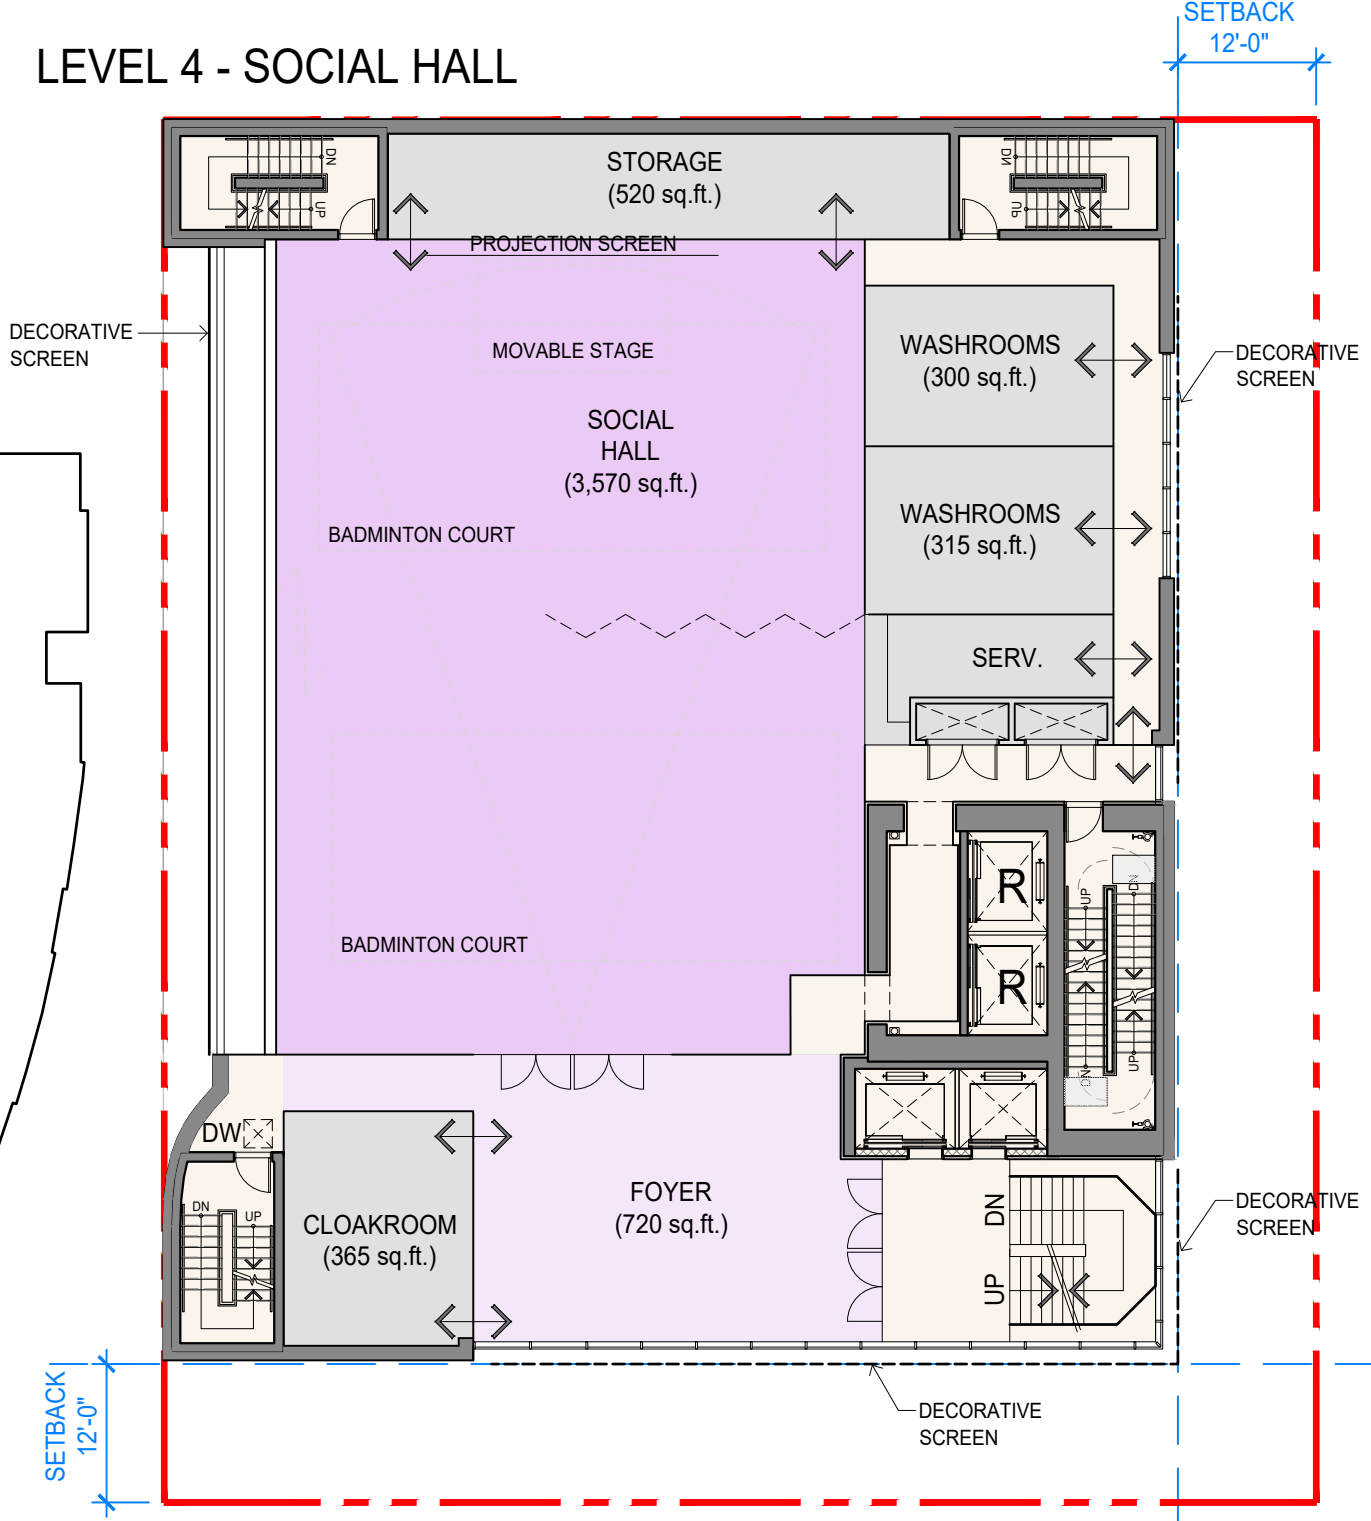 SETBACK
12'-0"
LEVEL 4 - SOCIAL HALL
DN
UP
STORAGE
(520 sq.ft.)
DN
UP
PROJECTION SCREEN
DECORATIVE
SCREEN
MOVABLE STAGE
WASHROOMS
(300 sq.ft.)
DECORATIVE
SCREEN
SOCIAL
HALL
(3,570 sq.ft.)
WASHROOMS
(315 sq.ft.)
BADMINTON COURT
SERV.
R
UP
DN
BADMINTON COURT
R
DN
UP
DW
DN
UP
CLOAKROOM
(365 sq.ft.)
FOYER
(720 sq.ft.)
DN
UP
DECORATIVE
SCREEN
SETBACK
12'-0"
DECORATIVE
SCREEN